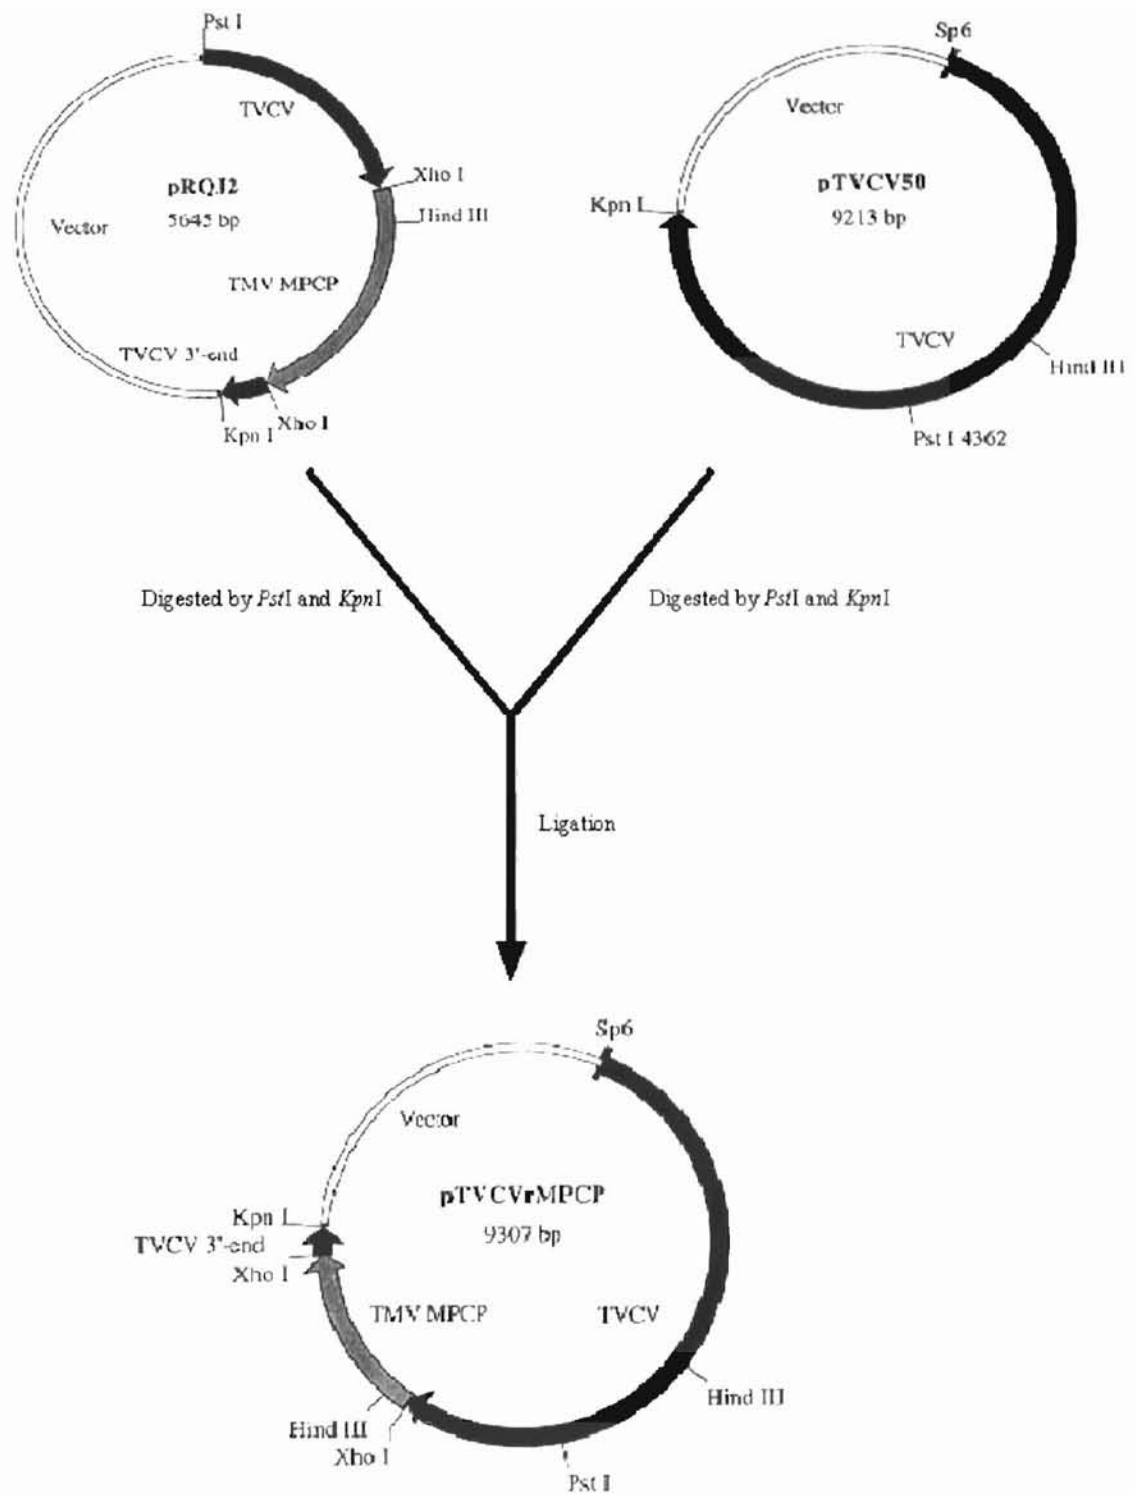 Pst I
TVCV
pRQJ2
5645 bp
Xho I
Hind III
Vector
TMV MPCP
TVCV 3'-end
Kpn I
Xho I
Sp6
Vector
pTVCV50
9213 bp
Kpn I
TVCV
Hind III
Pst I 4362
Digested by PstI and KpnI
Digested by PstI and KpnI
Ligation
Sp6
Vector
pTVCVrMPCP
9307 bp
Kpn I
TVCV 3'-end
Xho I
TMV MPCP
TVCV
Hind III
Hind III
Xho I
Pst I